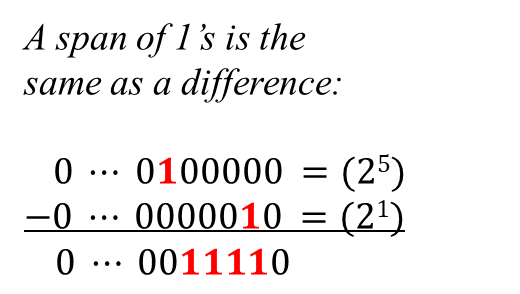 A span of 1's is the
same as a difference:
0 ⋯ 0100000 = (2⁵)
−0 ⋯ 0000010 = (2¹)
0 ⋯ 0011110